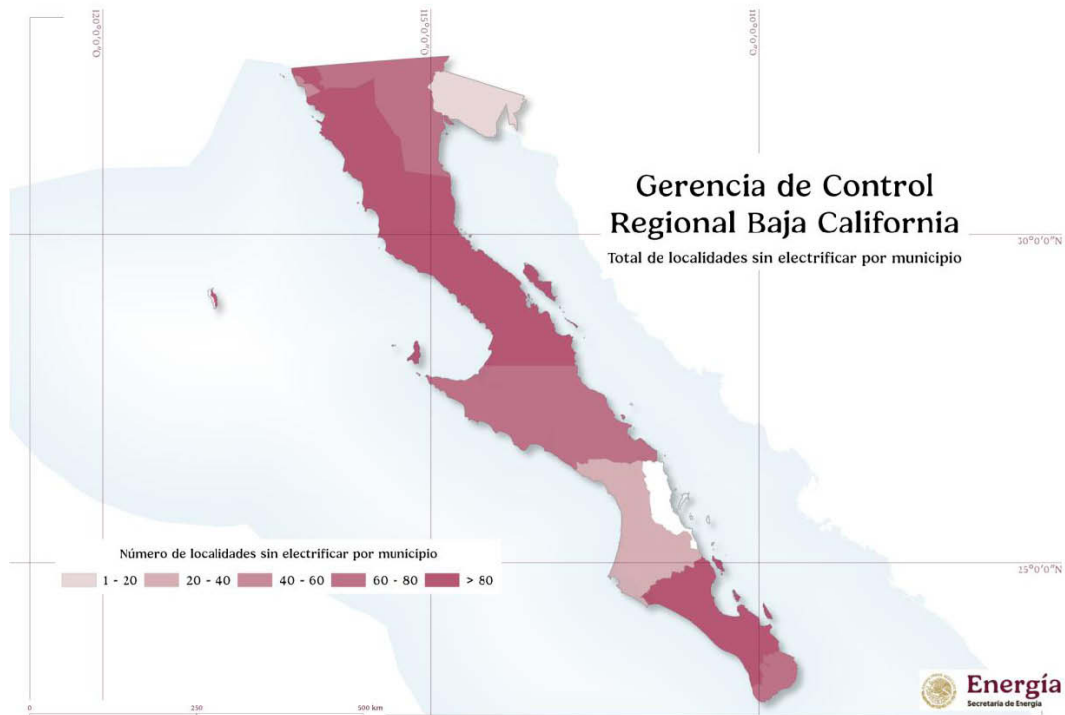 120°0'0"O
115°0'0"O
110°0'0"O
Gerencia de Control
Regional Baja California
Total de localidades sin electrificar por municipio
30°0'0"N
Número de localidades sin electrificar por municipio
1 - 20 20 - 40 40 - 60 60 - 80 > 80
25°0'0"N
0 250 500 km
Energía
Secretaría de Energía